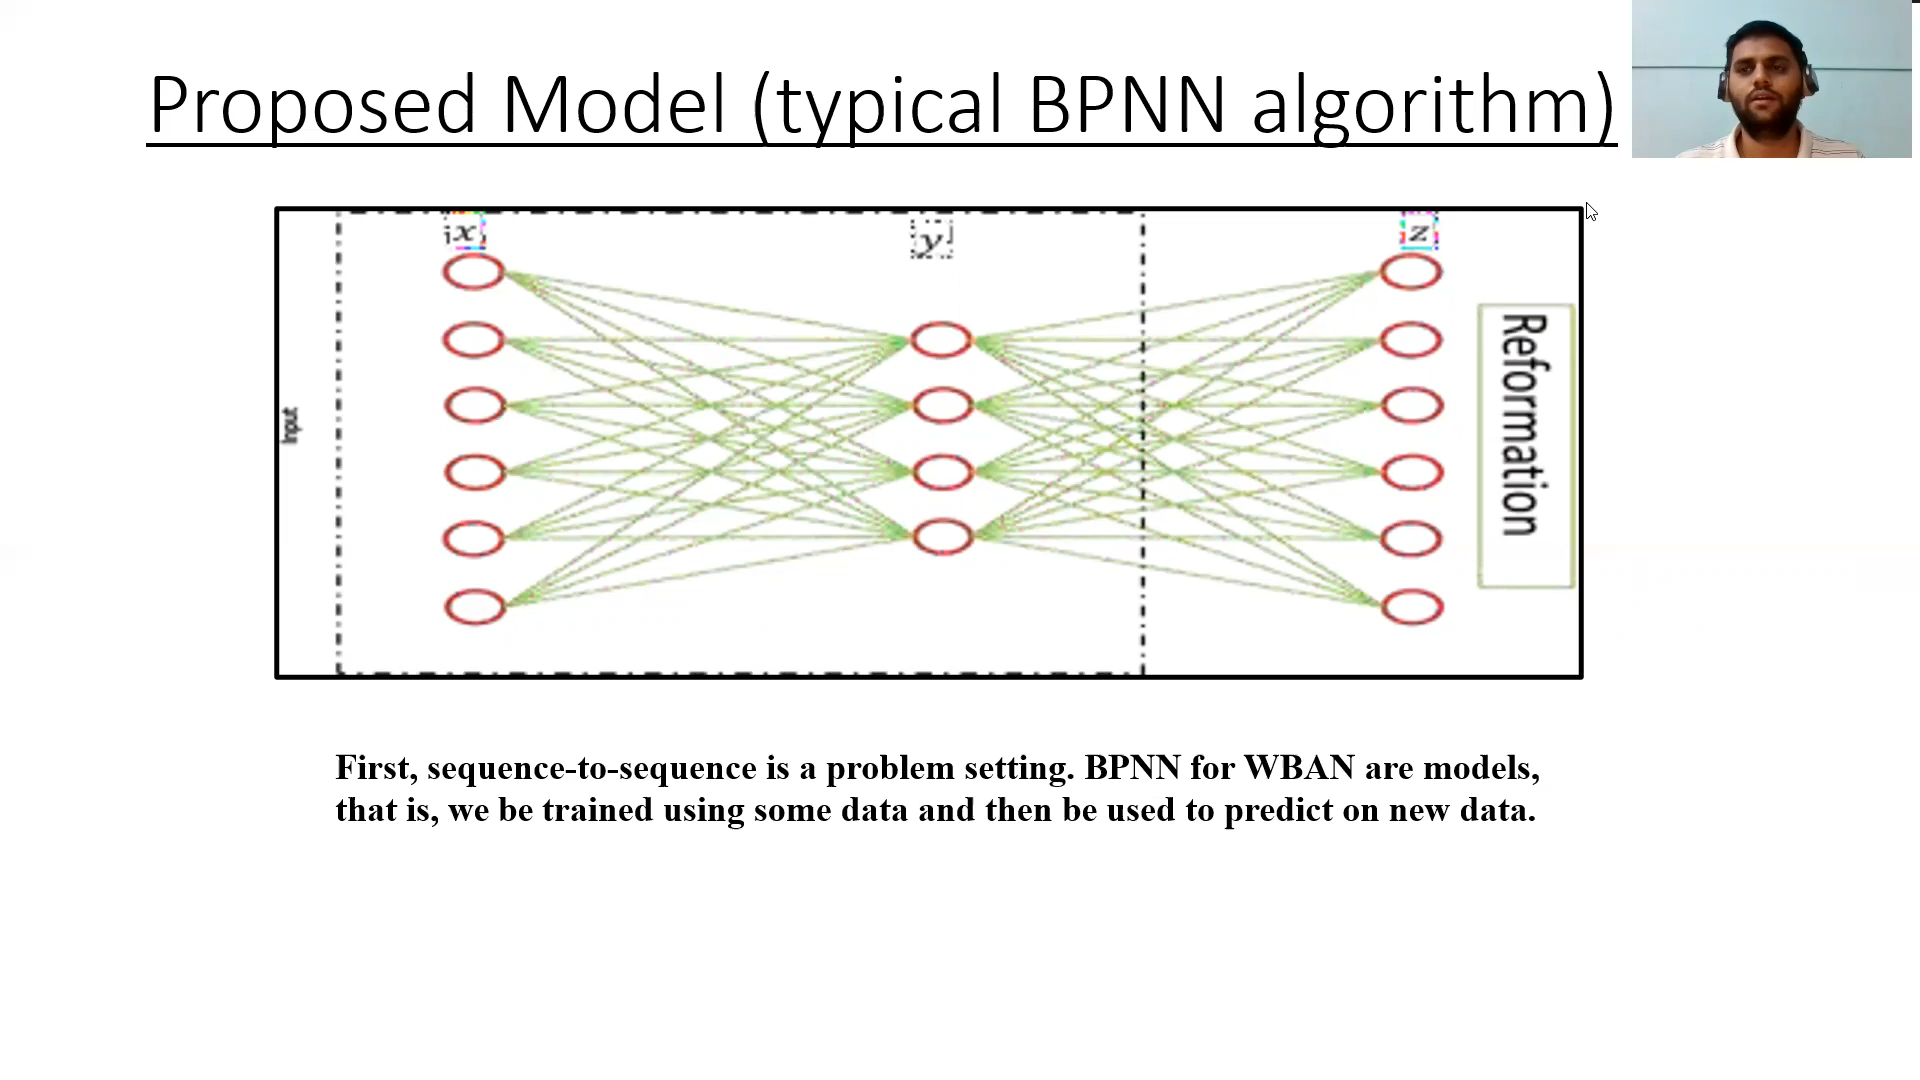 Proposed Model (typical BPNN algorithm)
x
y
z
Input
Reformation
First, sequence-to-sequence is a problem setting. BPNN for WBAN are models,
that is, we be trained using some data and then be used to predict on new data.